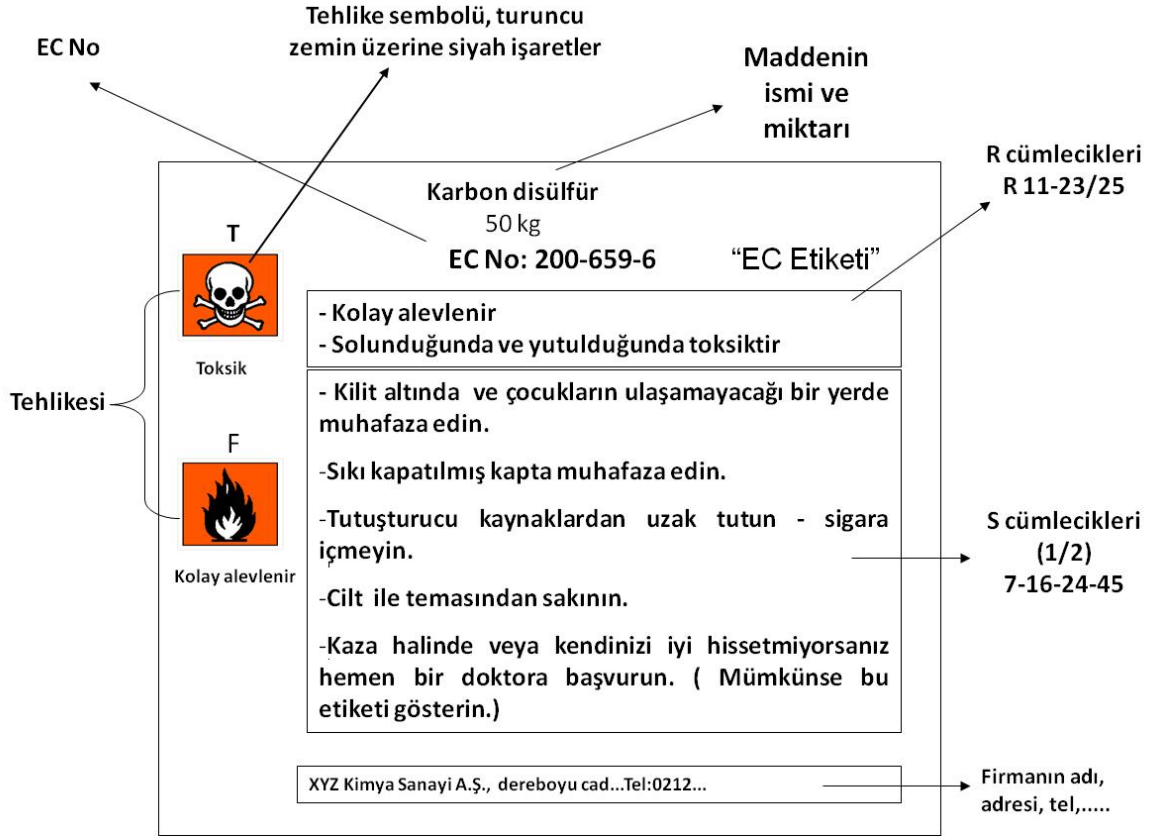 Tehlike sembolü, turuncu
zemin üzerine siyah işaretler
EC No
Maddenin
ismi ve
miktarı
R cümlecikleri
R 11-23/25
Karbon disülfür
50 kg
EC No: 200-659-6
“EC Etiketi”
T
Toksik
Tehlikesi
F
Kolay alevlenir
- Kolay alevlenir
- Solunduğunda ve yutulduğunda toksiktir
- Kilit altında ve çocukların ulaşamayacağı bir yerde
muhafaza edin.
-Sıkı kapatılmış kapta muhafaza edin.
-Tutuşturucu kaynaklardan uzak tutun - sigara
içmeyin.
-Cilt ile temasından sakının.
-Kaza halinde veya kendinizi iyi hissetmiyorsanız
hemen bir doktora başvurun. ( Mümkünse bu
etiketi gösterin.)
S cümlecikleri
(1/2)
7-16-24-45
XYZ Kimya Sanayi A.Ş., dereboyu cad...Tel:0212...
Firmanın adı,
adresi, tel,.....